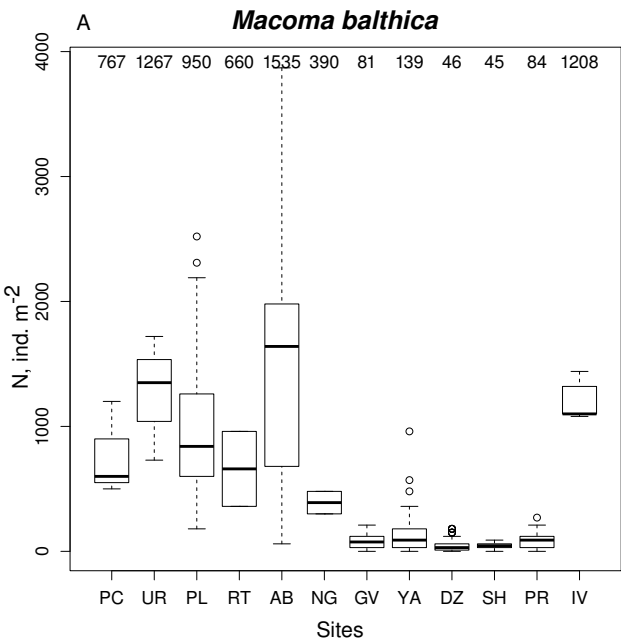 A
Macoma balthica
767 1267 950 660 1535 390 81 139 46 45 84 1208
4000
3000
2000
1000
0
N, ind. m⁻²
PC UR PL RT AB NG GV YA DZ SH PR IV
Sites